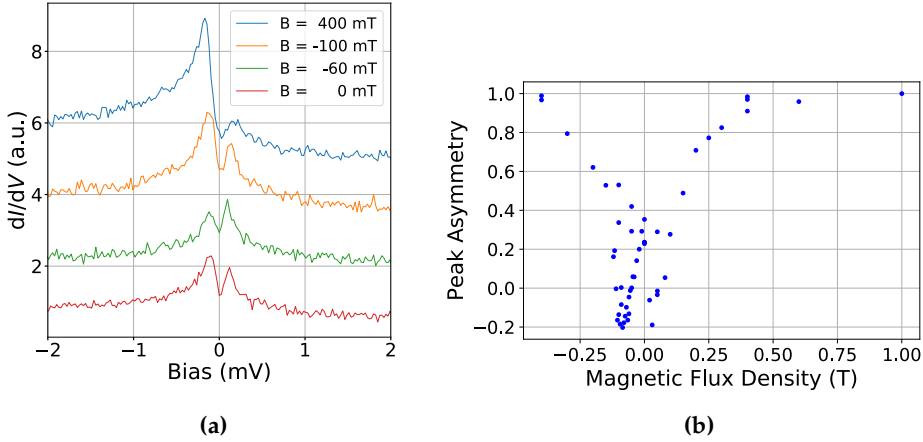 B = 400 mT
B = -100 mT
B = -60 mT
B = 0 mT
8
6
4
2
dI/dV (a.u.)
−2
−1
0
1
2
Bias (mV)
(a)
1.0
0.8
0.6
0.4
0.2
0.0
−0.2
Peak Asymmetry
−0.25
0.00
0.25
0.50
0.75
1.00
Magnetic Flux Density (T)
(b)